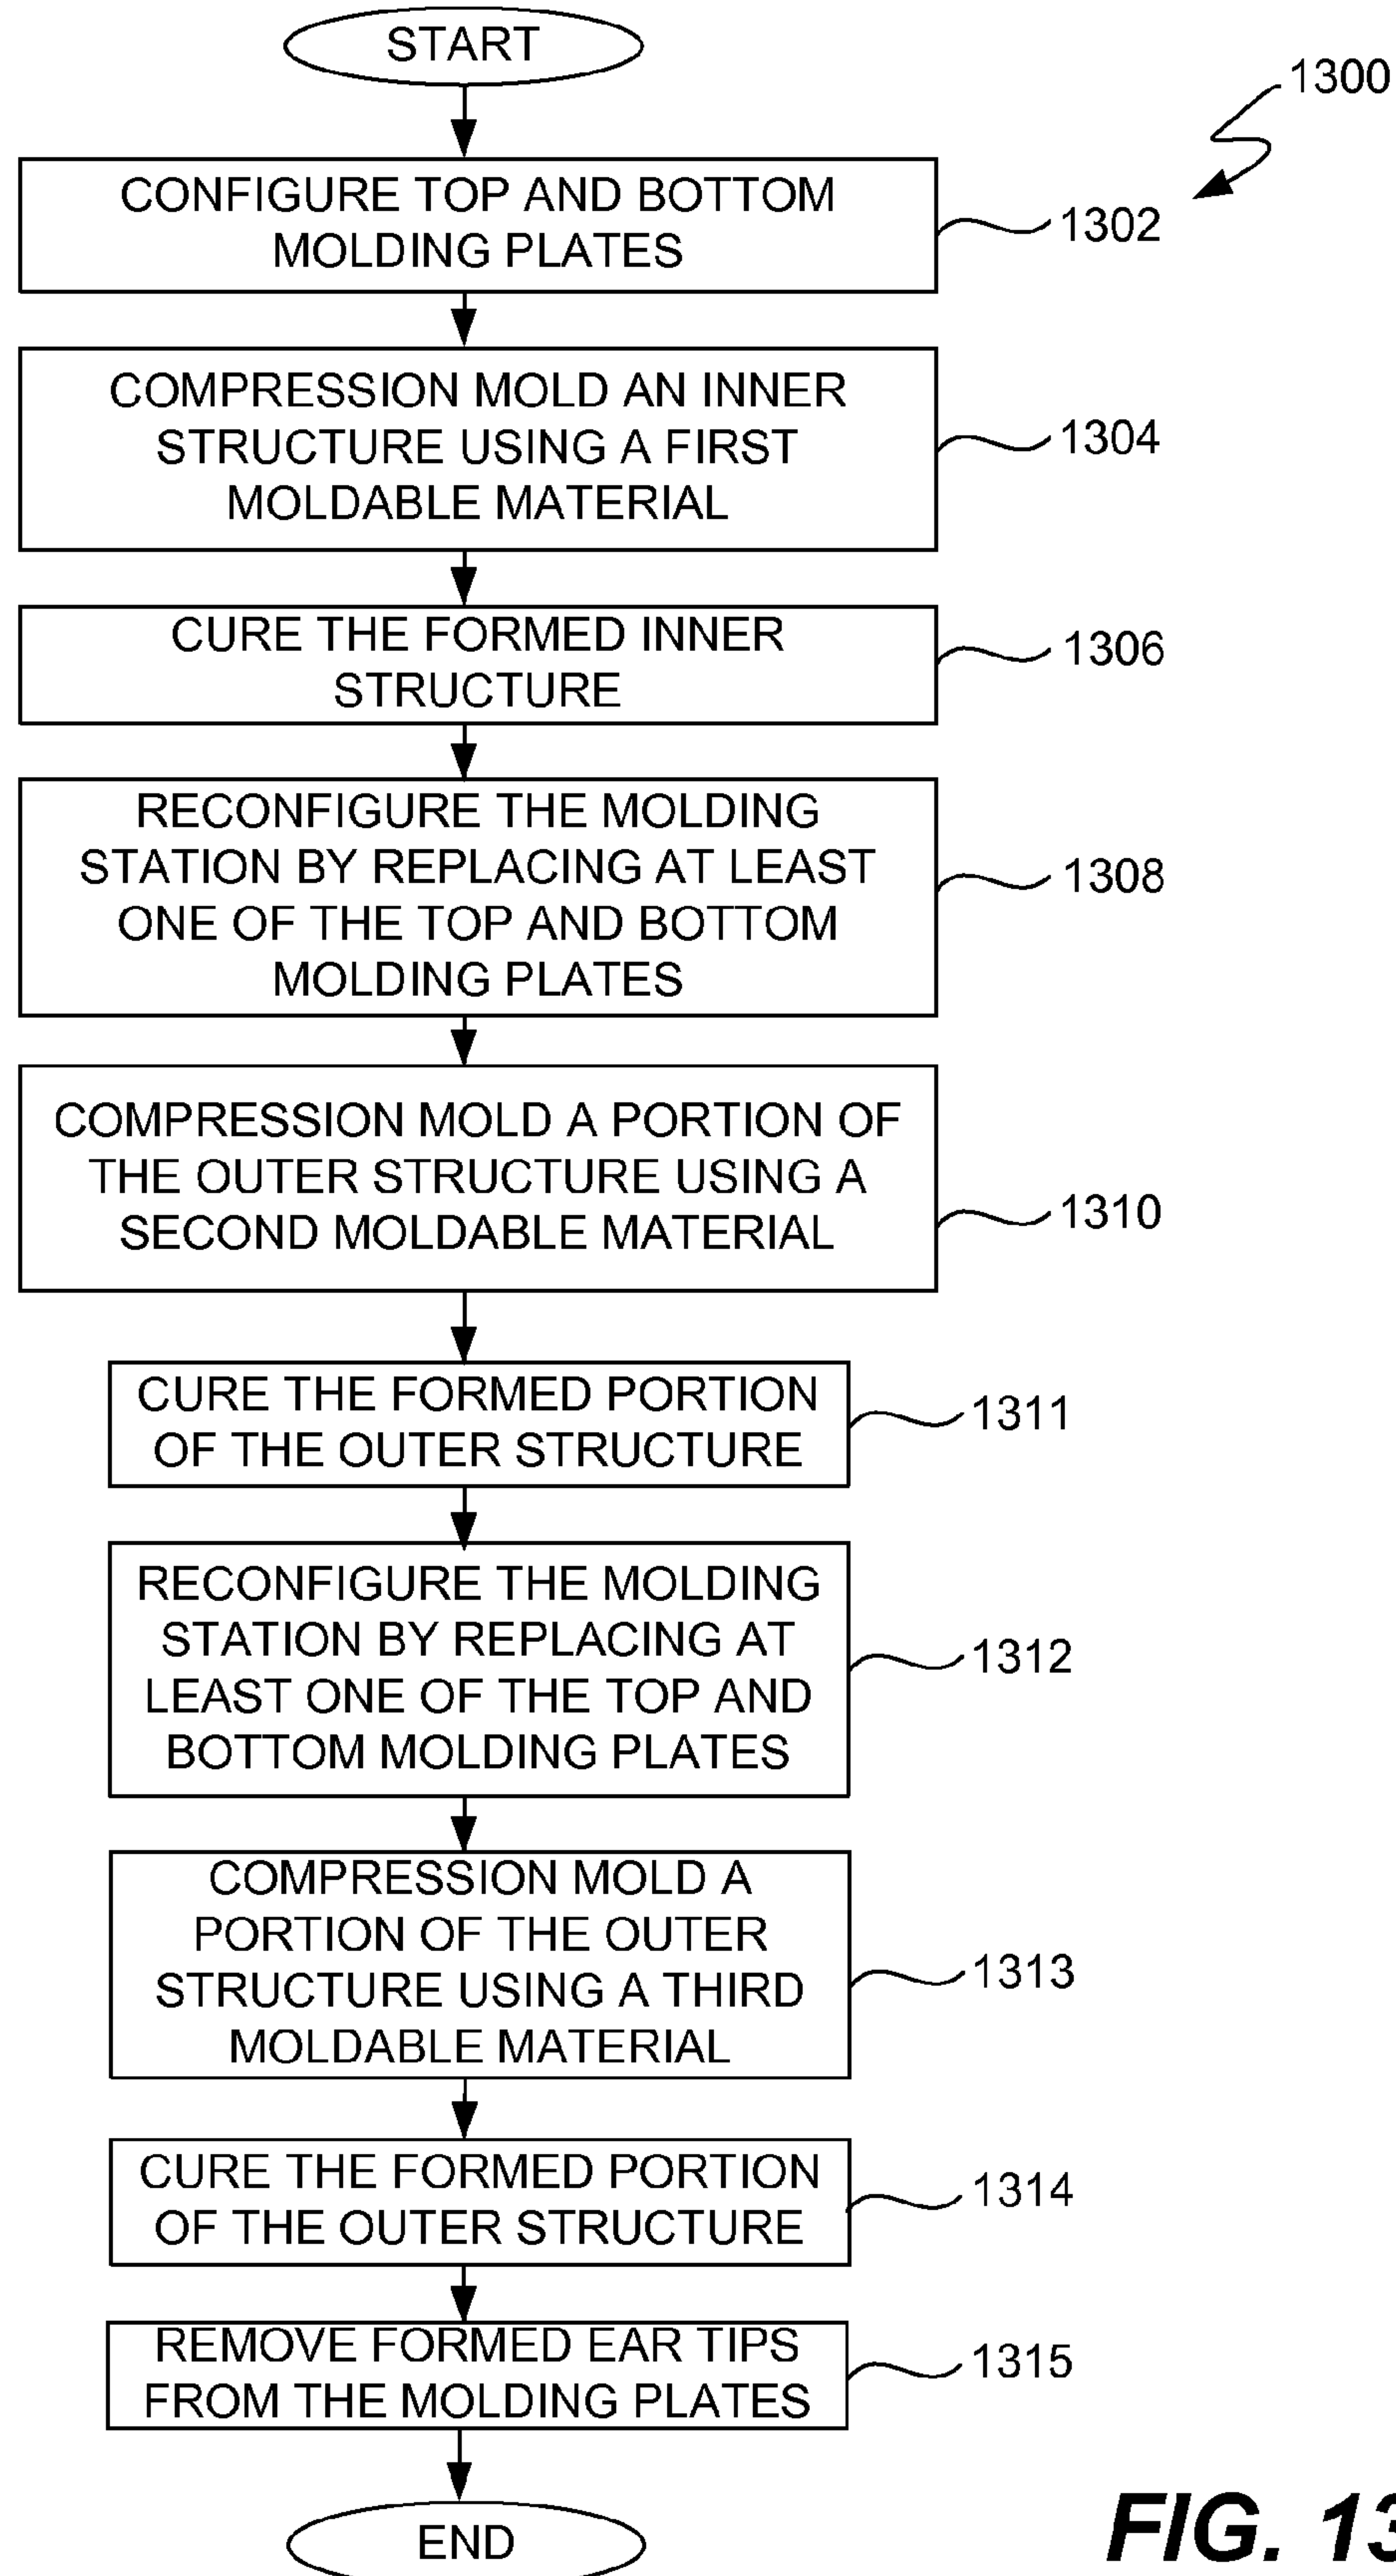 START
1300
CONFIGURE TOP AND BOTTOM
MOLDING PLATES
1302
COMPRESSION MOLD AN INNER
STRUCTURE USING A FIRST
MOLDABLE MATERIAL
1304
CURE THE FORMED INNER
STRUCTURE
1306
RECONFIGURE THE MOLDING
STATION BY REPLACING AT LEAST
ONE OF THE TOP AND BOTTOM
MOLDING PLATES
1308
COMPRESSION MOLD A PORTION OF
THE OUTER STRUCTURE USING A
SECOND MOLDABLE MATERIAL
1310
CURE THE FORMED PORTION
OF THE OUTER STRUCTURE
1311
RECONFIGURE THE MOLDING
STATION BY REPLACING AT
LEAST ONE OF THE TOP AND
BOTTOM MOLDING PLATES
1312
COMPRESSION MOLD A
PORTION OF THE OUTER
STRUCTURE USING A THIRD
MOLDABLE MATERIAL
1313
CURE THE FORMED PORTION
OF THE OUTER STRUCTURE
1314
REMOVE FORMED EAR TIPS
FROM THE MOLDING PLATES
1315
END
FIG. 13